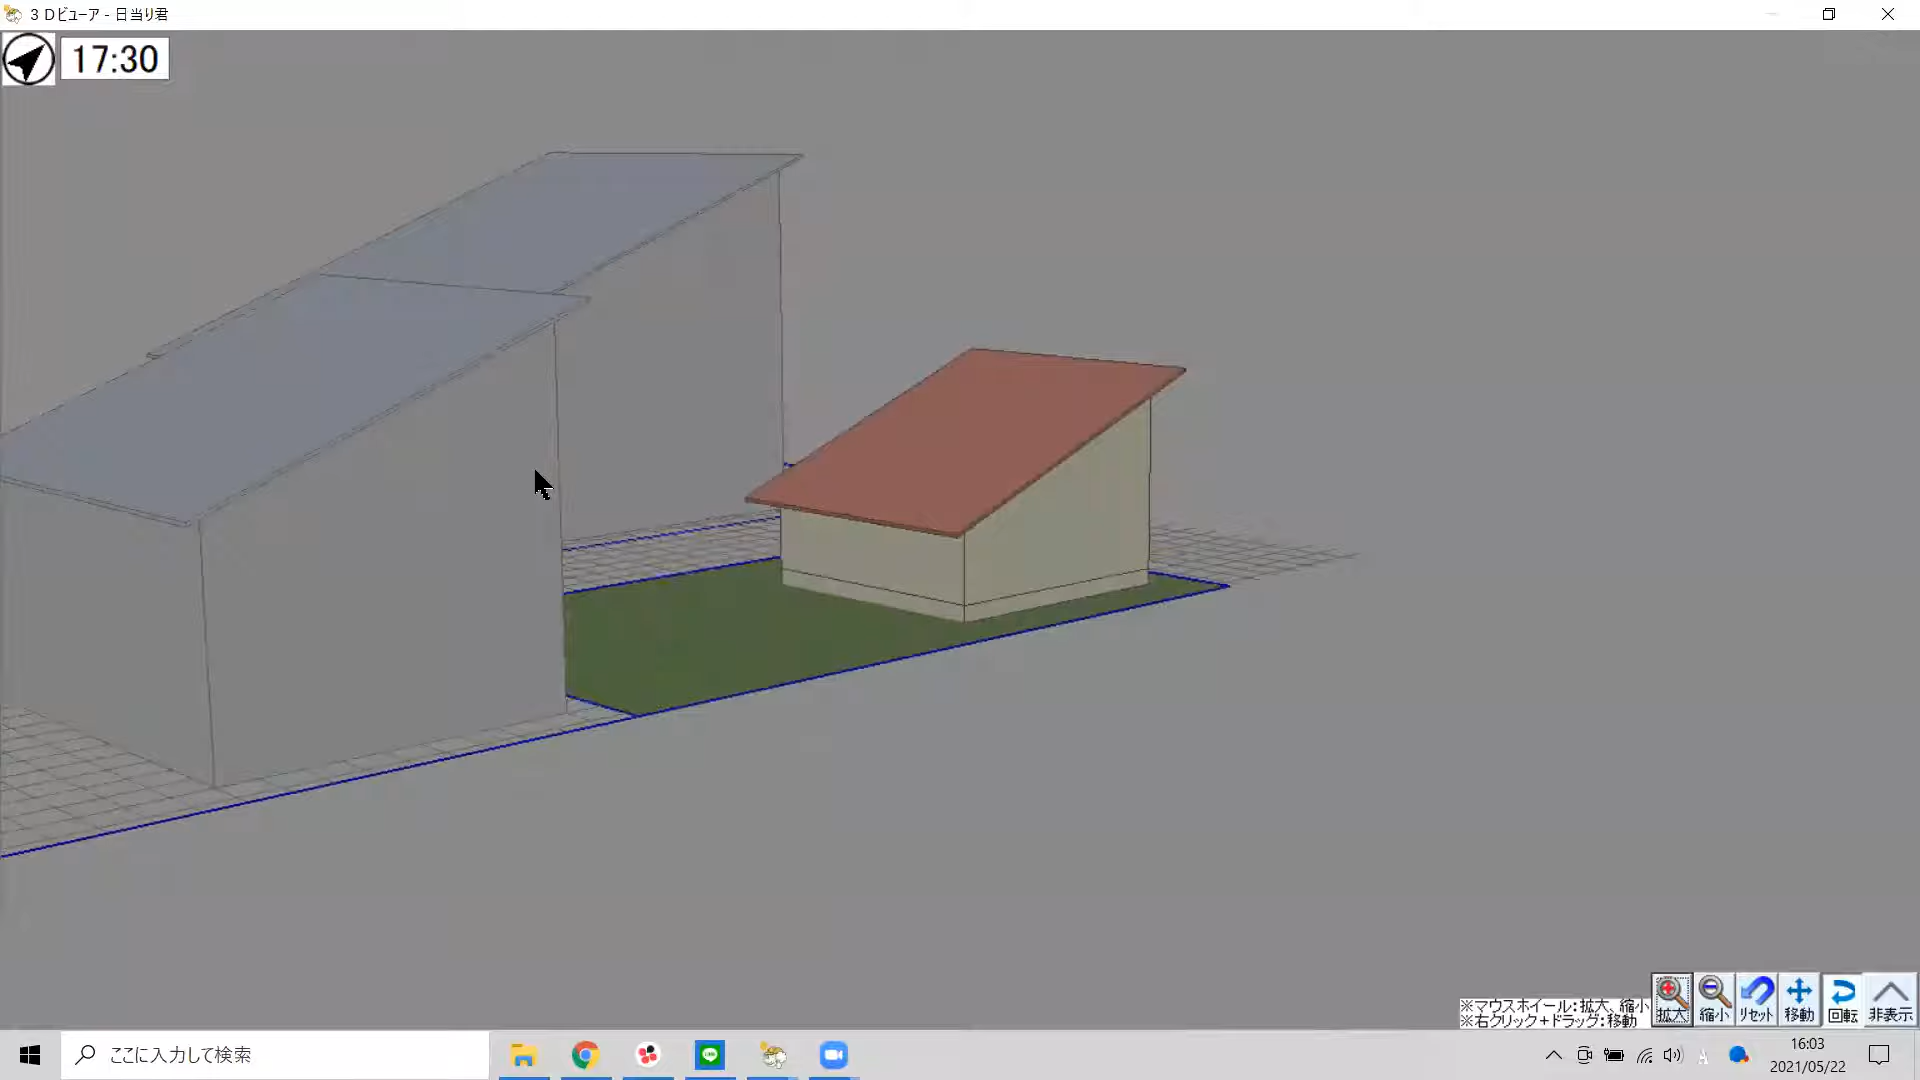 ３Ｄﾋﾞｭｰｱ - 日当り君
17:30
※マウスホイール:拡大、縮小
※右クリック+ドラッグ:移動
拡大
縮小
リセット
移動
回転
非表示
ここに入力して検索
16:03
2021/05/22